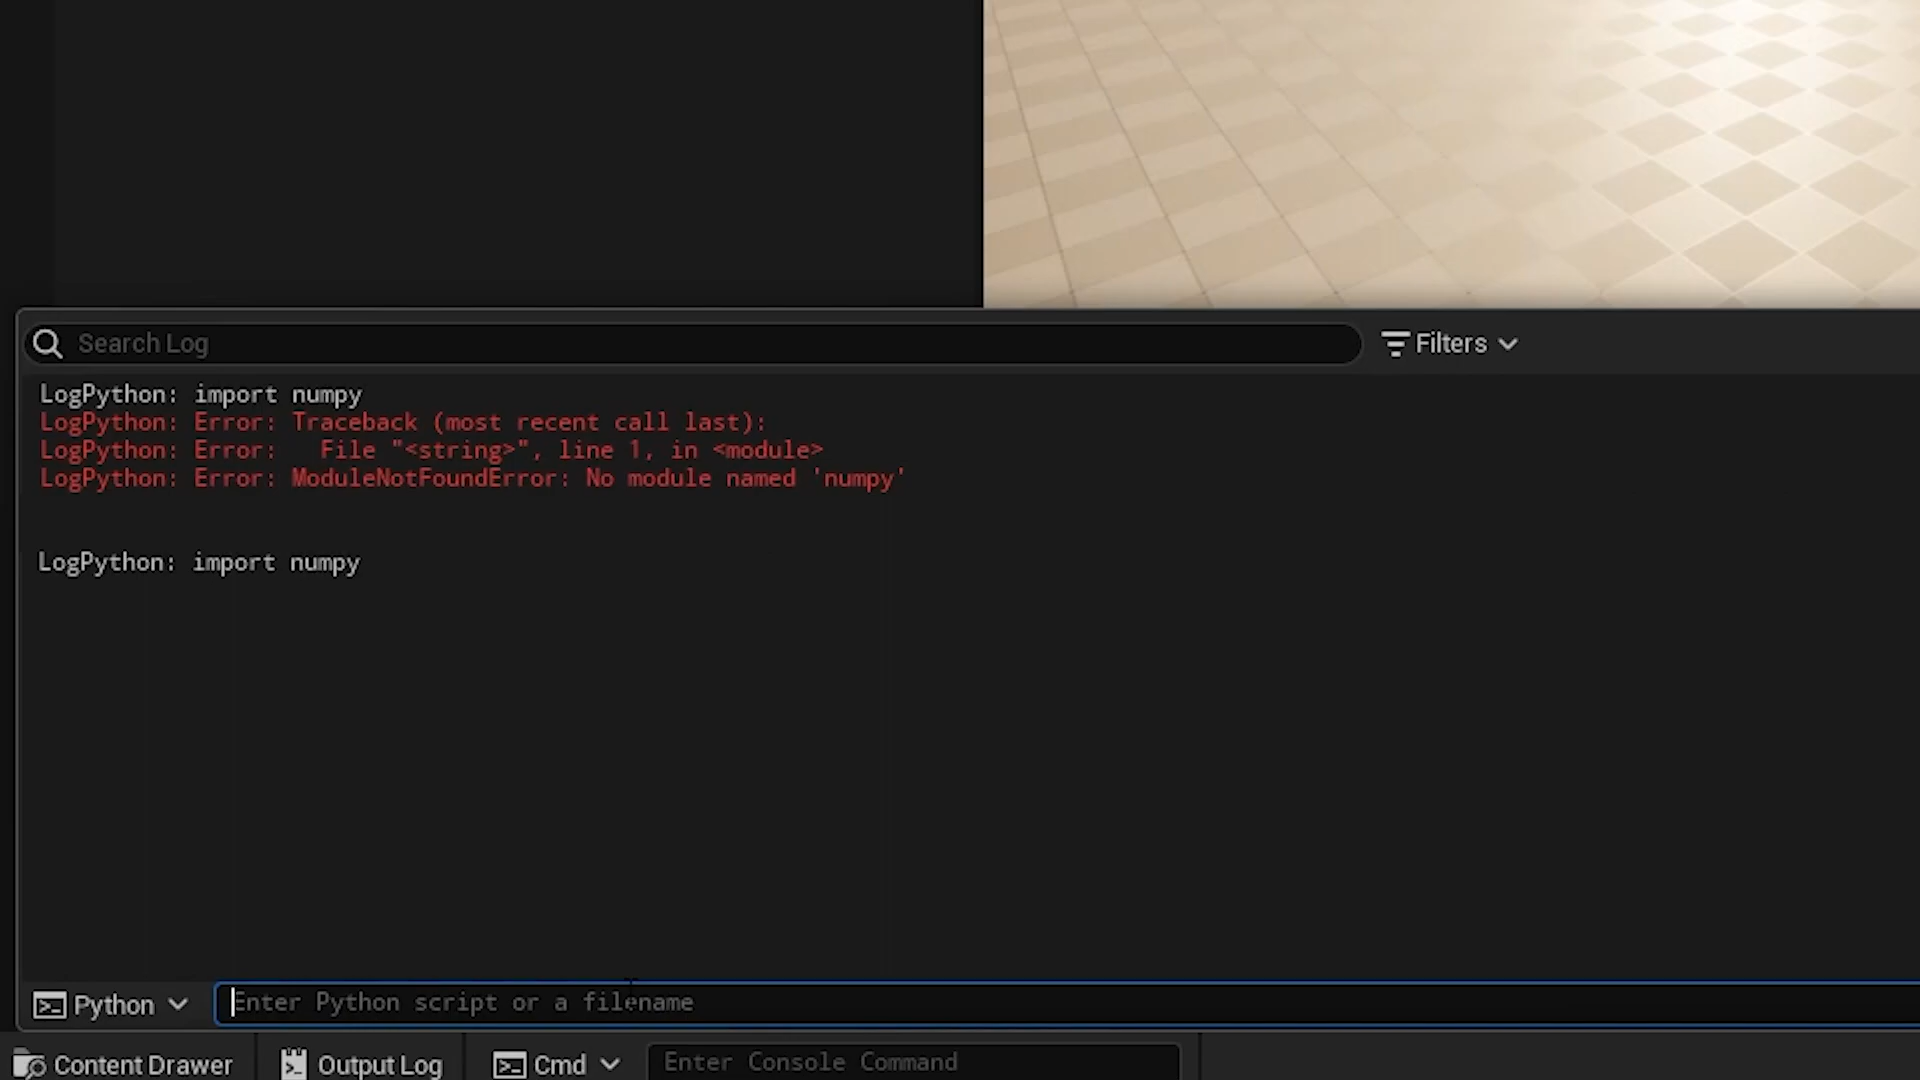 Search Log
Filters
LogPython: import numpy
LogPython: Error: Traceback (most recent call last):
LogPython: Error:   File "<string>", line 1, in <module>
LogPython: Error: ModuleNotFoundError: No module named 'numpy'
LogPython: import numpy
Python
Enter Python script or a filename
Content Drawer
Output Log
Cmd
Enter Console Command